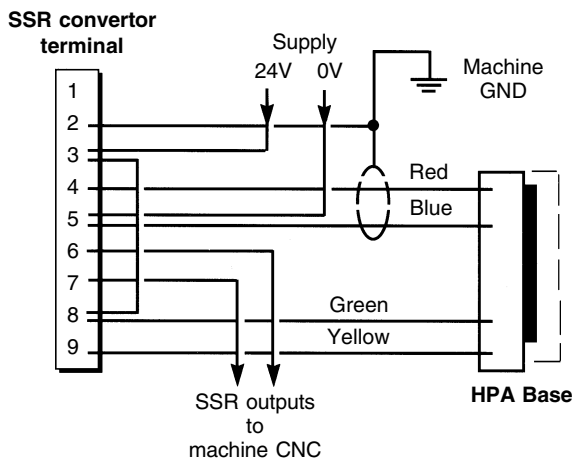 SSR convertor
terminal
Supply
24V 0V
Machine
GND
1
2
3
4
5
6
7
8
9
Red
Blue
Green
Yellow
HPA Base
SSR outputs
to
machine CNC